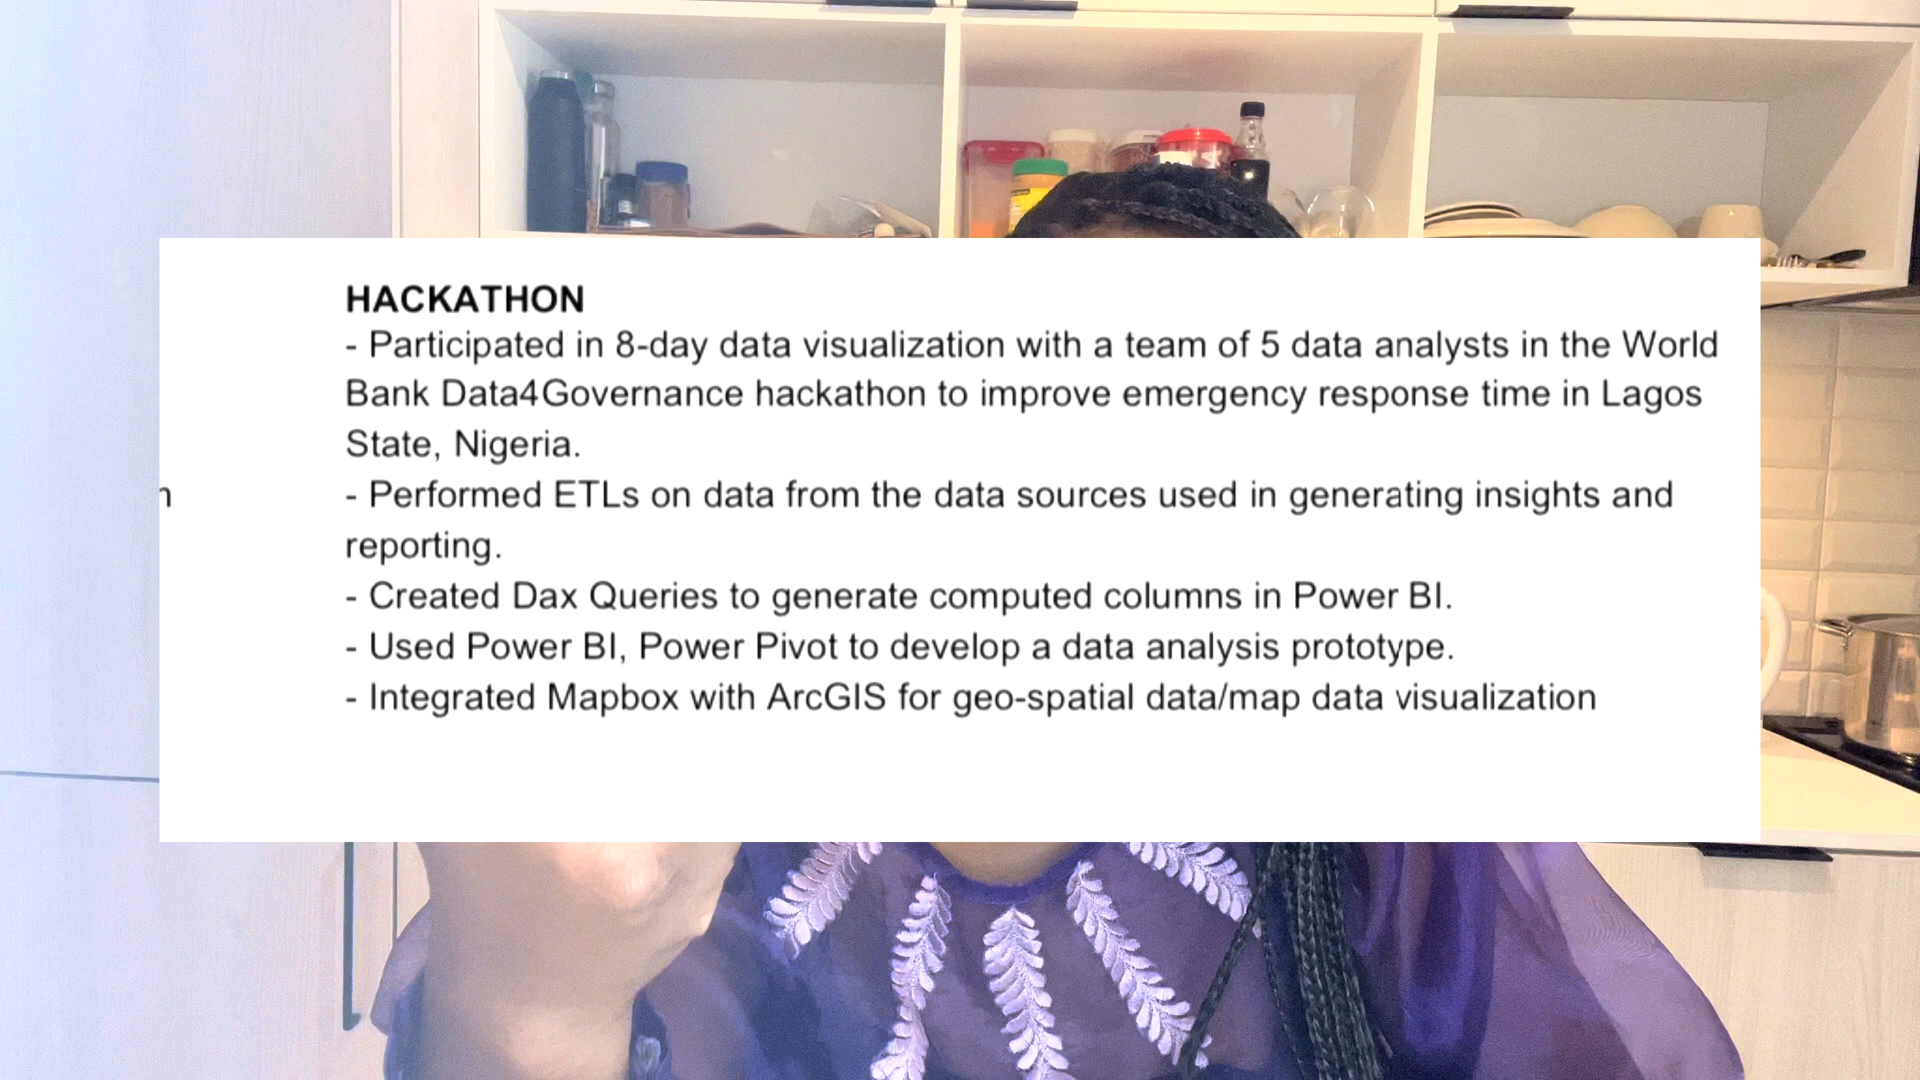 HACKATHON
- Participated in 8-day data visualization with a team of 5 data analysts in the World
Bank Data4Governance hackathon to improve emergency response time in Lagos
State, Nigeria.
- Performed ETLs on data from the data sources used in generating insights and
reporting.
- Created Dax Queries to generate computed columns in Power BI.
- Used Power BI, Power Pivot to develop a data analysis prototype.
- Integrated Mapbox with ArcGIS for geo-spatial data/map data visualization